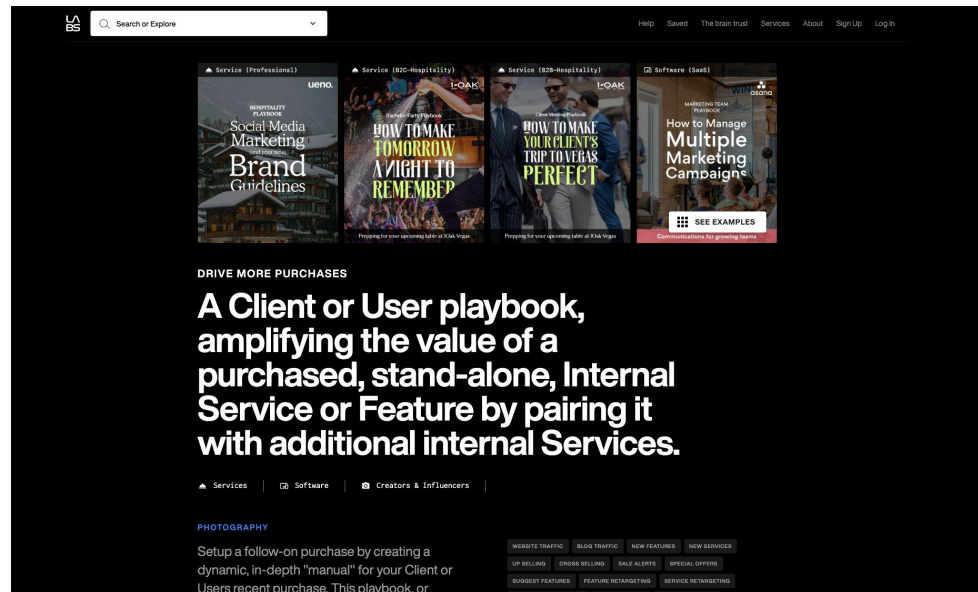 LA
BS
Search or Explore
Help Saved The brain trust Services About Sign Up Log In
Service (Professional)
ueno.
HOSPITALITY
PLAYBOOK
Social Media
Marketing
Brand
Guidelines
Service (B2C-Hospitality)
1OAK
Bachelor Party Playbook
HOW TO MAKE
TOMORROW
A NIGHT TO
REMEMBER
Prepping for your upcoming table at 1Oak Vegas
Service (B2B-Hospitality)
1OAK
Client Meeting Playbook
HOW TO MAKE
YOUR CLIENT'S
TRIP TO VEGAS
PERFECT
Prepping for your upcoming table at 1Oak Vegas
Software (SaaS)
asana
MARKETING TEAM
PLAYBOOK
How to Manage
Multiple
Marketing
Campaigns
SEE EXAMPLES
Communications for growing teams
DRIVE MORE PURCHASES
A Client or User playbook,
amplifying the value of a
purchased, stand-alone, Internal
Service or Feature by pairing it
with additional internal Services.
Services Software Creators & Influencers
PHOTOGRAPHY
Setup a follow-on purchase by creating a
dynamic, in-depth "manual" for your Client or
Users recent purchase. This playbook, or
WEBSITE TRAFFIC BLOG TRAFFIC NEW FEATURES NEW SERVICES
UP SELLING CROSS SELLING SALE ALERTS SPECIAL OFFERS
SUGGEST FEATURES FEATURE RETARGETING SERVICE RETARGETING